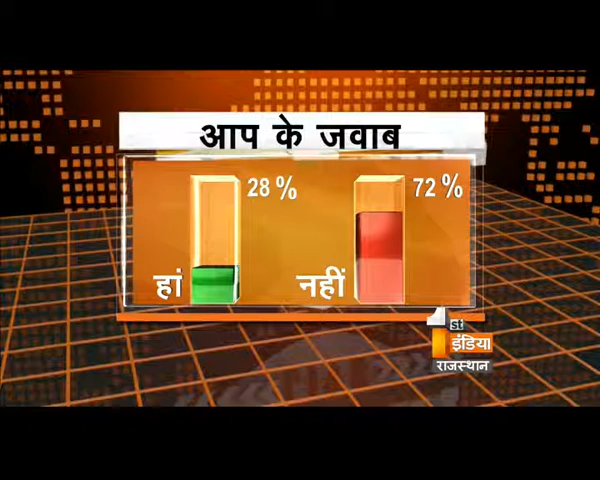 आप के जवाब
28 % 72 %
हां नहीं
1st
इंडिया
राजस्थान